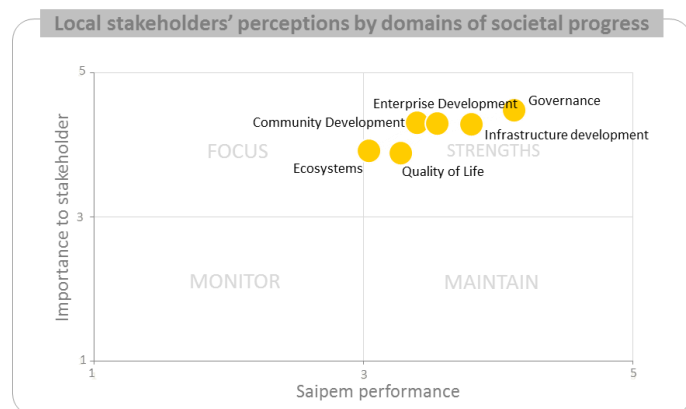 Local stakeholders' perceptions by domains of societal progress
5
Enterprise Development
Governance
Community Development
Infrastructure development
FOCUS
STRENGTHS
Ecosystems
Quality of Life
Importance to stakeholder
3
MONITOR
MAINTAIN
1
1
3
5
Saipem performance